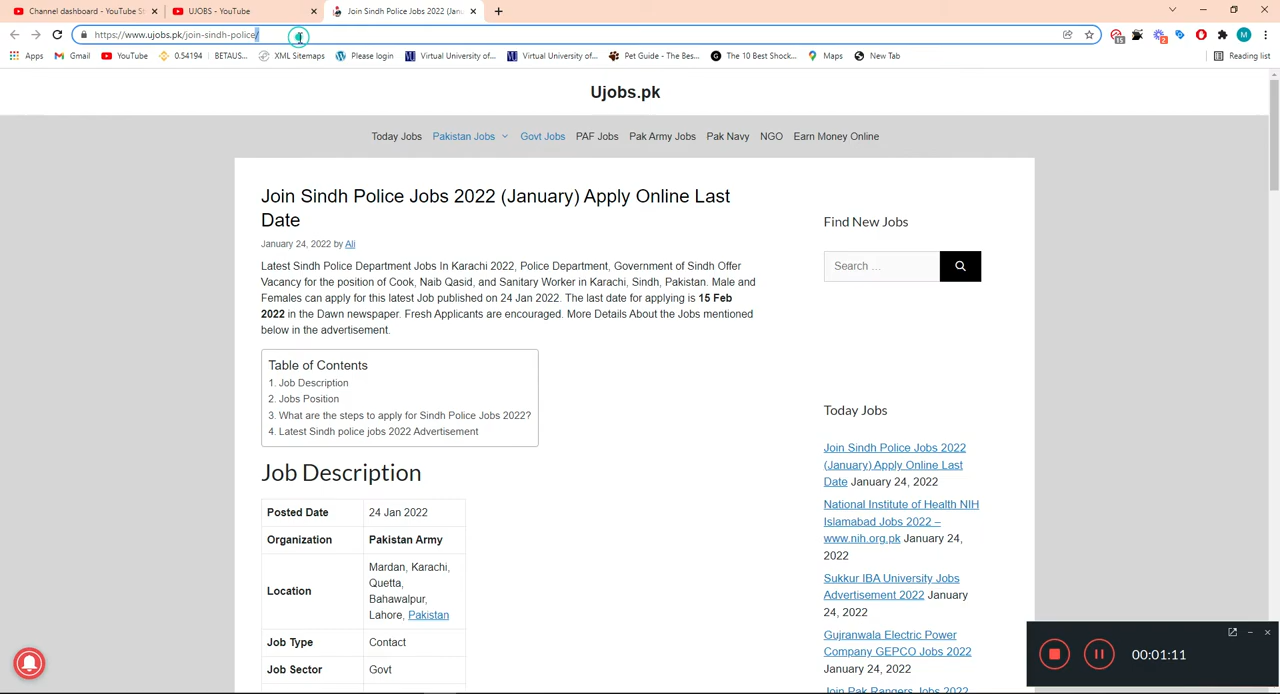 Channel dashboard - YouTube St
UJOBS - YouTube
Join Sindh Police Jobs 2022 (Janu
https://www.ujobs.pk/join-sindh-police/
Apps
Gmail
YouTube
0.54194 | BETAUS...
XML Sitemaps
Please login
Virtual University of...
Virtual University of...
Pet Guide - The Bes...
The 10 Best Shock...
Maps
New Tab
Reading list
Ujobs.pk
Today Jobs Pakistan Jobs Govt Jobs PAF Jobs Pak Army Jobs Pak Navy NGO Earn Money Online
Join Sindh Police Jobs 2022 (January) Apply Online Last
Date
January 24, 2022 by Ali
Latest Sindh Police Department Jobs In Karachi 2022, Police Department, Government of Sindh Offer
Vacancy for the position of Cook, Naib Qasid, and Sanitary Worker in Karachi, Sindh, Pakistan. Male and
Females can apply for this latest Job published on 24 Jan 2022. The last date for applying is 15 Feb
2022 in the Dawn newspaper. Fresh Applicants are encouraged. More Details About the Jobs mentioned
below in the advertisement.
Table of Contents
1. Job Description
2. Jobs Position
3. What are the steps to apply for Sindh Police Jobs 2022?
4. Latest Sindh police jobs 2022 Advertisement
Job Description
Posted Date 24 Jan 2022
Organization Pakistan Army
Location Mardan, Karachi,
Quetta,
Bahawalpur,
Lahore, Pakistan
Job Type Contact
Job Sector Govt
Find New Jobs
Search ...
Today Jobs
Join Sindh Police Jobs 2022
(January) Apply Online Last
Date January 24, 2022
National Institute of Health NIH
Islamabad Jobs 2022 –
www.nih.org.pk January 24,
2022
Sukkur IBA University Jobs
Advertisement 2022 January
24, 2022
Gujranwala Electric Power
Company GEPCO Jobs 2022
January 24, 2022
Join Pak Rangers Jobs 2022
00:01:11